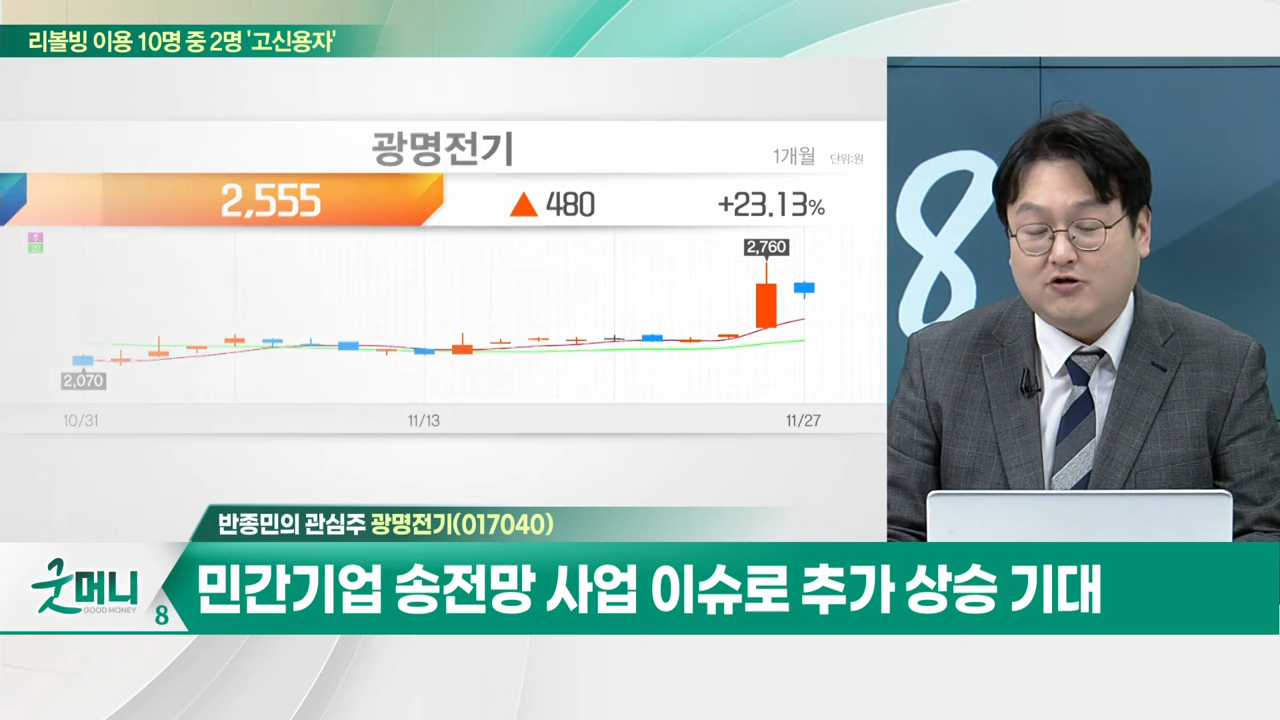 리볼빙 이용 10명 중 2명 '고신용자'
광명전기
1개월 단위:원
2,555 ▲ 480 +23.13%
20
2,760
2,070
10/31 11/13 11/27
8
반종민의 관심주 광명전기(017040)
굿머니
GOOD MONEY
8
민간기업 송전망 사업 이슈로 추가 상승 기대